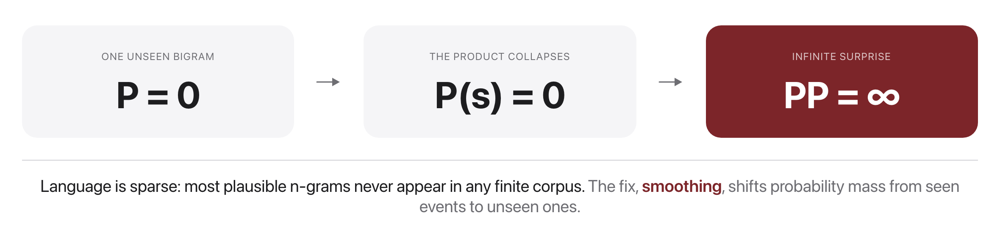 ONE UNSEEN BIGRAM
P = 0
THE PRODUCT COLLAPSES
P(s) = 0
INFINITE SURPRISE
PP = ∞
Language is sparse: most plausible n-grams never appear in any finite corpus. The fix, smoothing, shifts probability mass from seen
events to unseen ones.